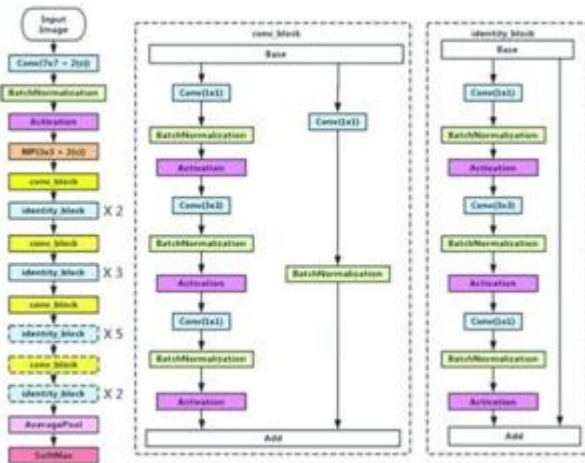 Input
Image
Conv(7x7 + 2(s))
BatchNormalization
Activation
MP(3x3 + 2(s))
conv_block
identity_block X 2
conv_block
identity_block X 3
conv_block
identity_block X 5
conv_block
identity_block X 2
AveragePool
SoftMax
conv_block
Base
Conv(1x1)
BatchNormalization
Activation
Conv(3x3)
BatchNormalization
Activation
Conv(1x1)
BatchNormalization
Activation
Conv(1x1)
BatchNormalization
Add
identity_block
Base
Conv(1x1)
BatchNormalization
Activation
Conv(3x3)
BatchNormalization
Activation
Conv(1x1)
BatchNormalization
Activation
Add